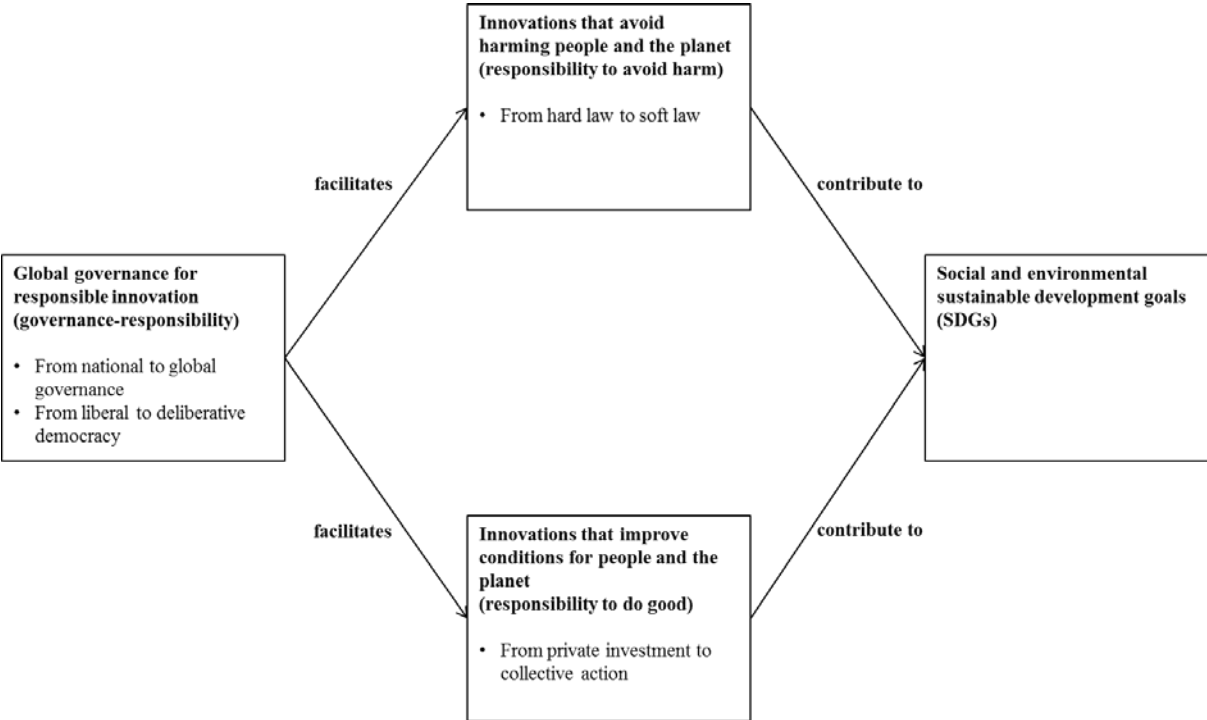 Innovations that avoid
harming people and the planet
(responsibility to avoid harm)
• From hard law to soft law
facilitates
contribute to
Global governance for
responsible innovation
(governance-responsibility)
• From national to global
governance
• From liberal to deliberative
democracy
Social and environmental
sustainable development goals
(SDGs)
facilitates
contribute to
Innovations that improve
conditions for people and the
planet
(responsibility to do good)
• From private investment to
collective action